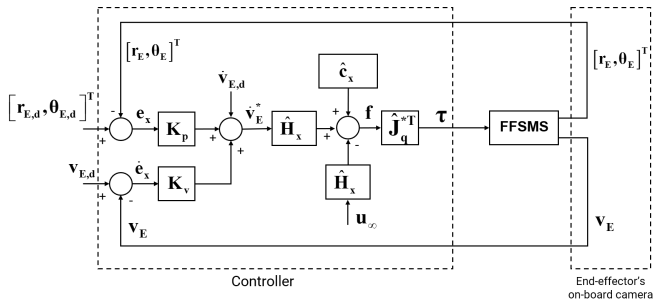 [r_E,θ_E]^T
v̇_E,d
ĉ_x
[r_E,θ_E]^T
[r_E,d,θ_E,d]^T
-
+
e_x
K_p
+
+
v̇*_E
Ĥ_x
+
+
-
f
Ĵ*T_q
τ
FFSMS
v_E,d
+
-
ė_x
K_v
Ĥ_x
u_∞
v_E
v_E
Controller
End-effector's
on-board camera